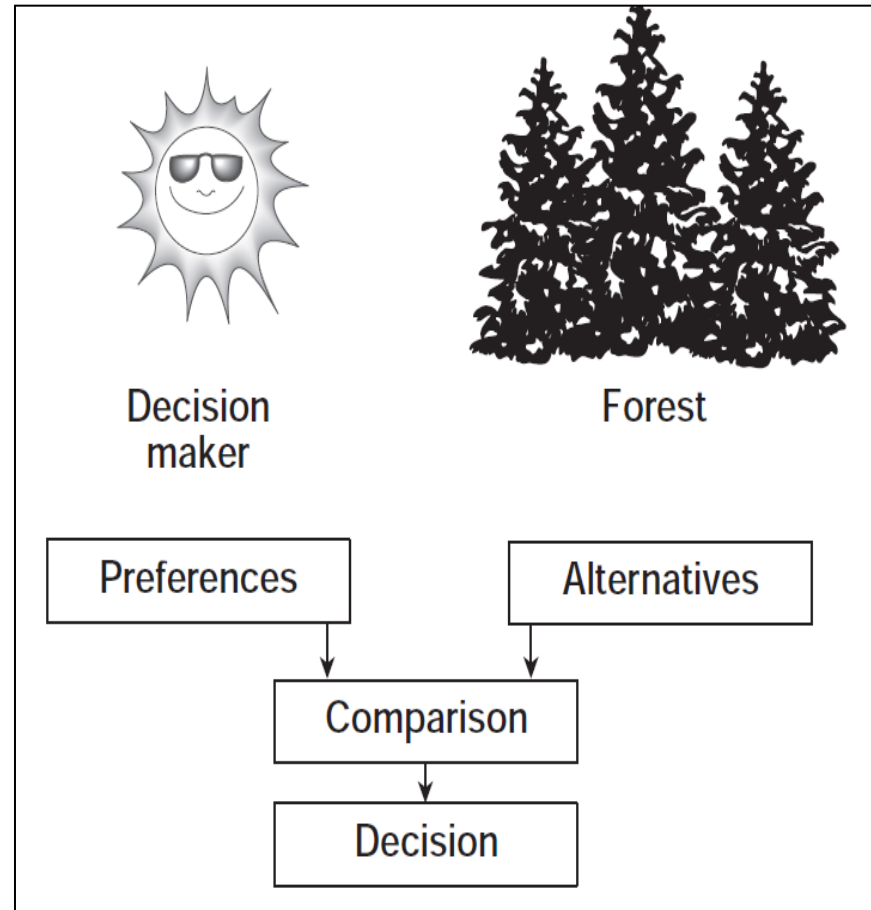 Decision
maker
Forest
Preferences
Alternatives
Comparison
Decision